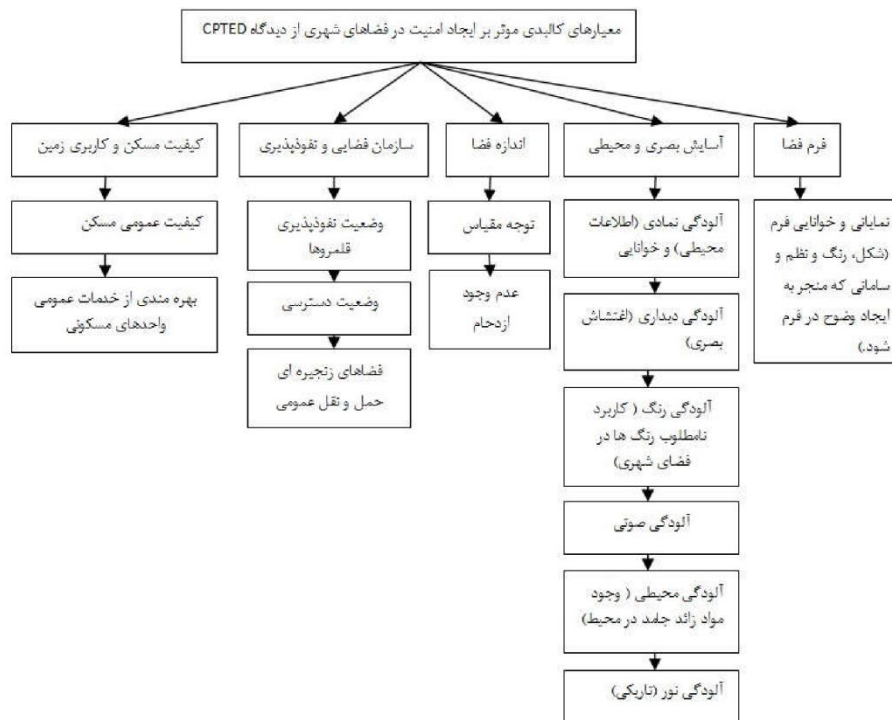 معیارهای کالبدی موثر بر ایجاد امنیت در فضاهای شهری از دیدگاه CPTED
فرم فضا
نمایانی و خوانایی فرم
(شکل، رنگ و نظم و
سامانی که منجر به
ایجاد وضوح در فرم
شود.)
آسایش بصری و محیطی
آلودگی نمادی (اطلاعات
محیطی) و خوانایی
آلودگی دیداری (اغتشاش
بصری)
آلودگی رنگ ( کاربرد
نامطلوب رنگ ها در
فضای شهری)
آلودگی صوتی
آلودگی محیطی ( وجود
مواد زائد جامد در محیط)
آلودگی نور (تاریکی)
اندازه فضا
توجه مقیاس
عدم وجود
ازدحام
سازمان فضایی و نفوذپذیری
وضعیت نفوذپذیری
قلمروها
وضعیت دسترسی
فضاهای زنجیره ای
حمل و نقل عمومی
کیفیت مسکن و کاربری زمین
کیفیت عمومی مسکن
بهره مندی از خدمات عمومی
واحدهای مسکونی